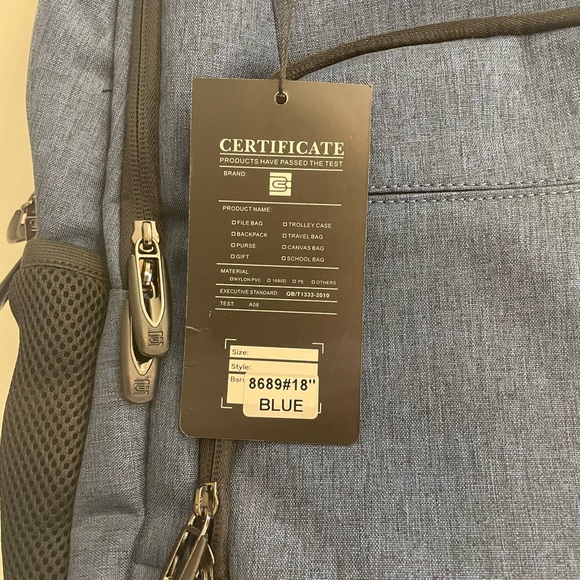 CERTIFICATE
PRODUCTS HAVE PASSED THE TEST
BRAND:
PRODUCT NAME:
☐ FILE BAG ☐ TROLLEY CASE
☐ BACKPACK ☐ TRAVEL BAG
☐ PURSE ☐ CANVAS BAG
☐ GIFT ☐ SCHOOL BAG
MATERIAL:
☐ NYLON PVC ☐ 1680D ☐ PE ☐ OTHERS
EXECUTIVE STANDARD: QB/T1333-2010
TEST: A08
Size:
Style:
8689#18"
BLUE